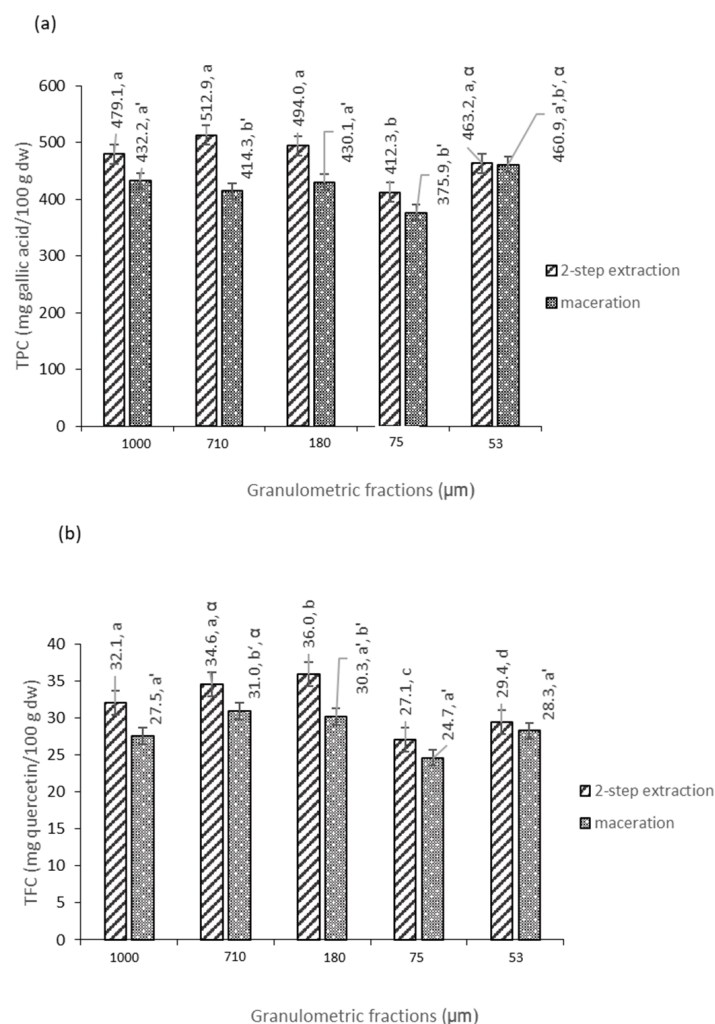 (a)
TPC (mg gallic acid/100 g dw)
600
500
400
300
200
100
0
479.1, a
432.2, a'
512.9, a
414.3, b'
494.0, a
430.1, a'
412.3, b
375.9, b'
463.2, a, α
460.9, a',b', α
2-step extraction
maceration
1000
710
180
75
53
Granulometric fractions (µm)
(b)
TFC (mg quercetin/100 g dw)
40
35
30
25
20
15
10
5
0
32.1, a
27.5, a'
34.6, a, α
31.0, b‘, α
36.0, b
30.3, a', b'
27.1, c
24.7, a'
29.4, d
28.3, a'
2-step extraction
maceration
1000
710
180
75
53
Granulometric fractions (µm)